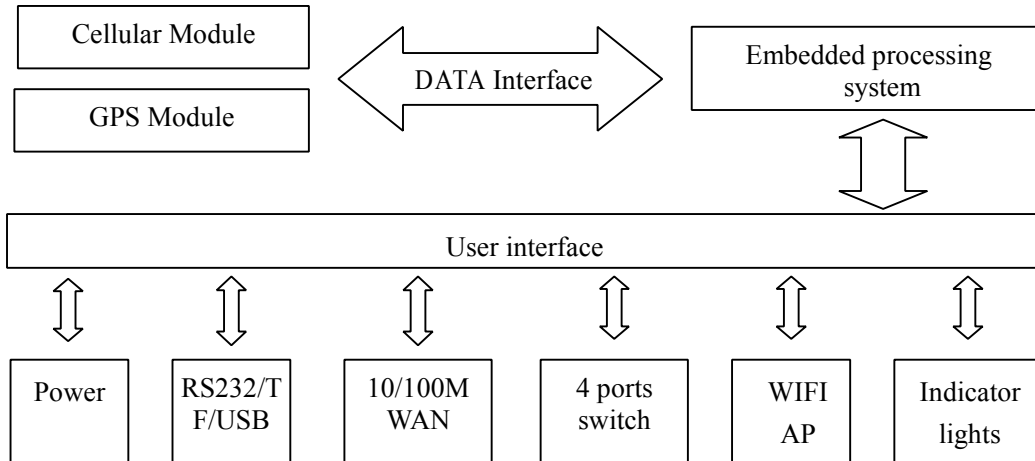 Cellular Module
GPS Module
DATA Interface
Embedded processing
system
User interface
Power
RS232/T
F/USB
10/100M
WAN
4 ports
switch
WIFI
AP
Indicator
lights